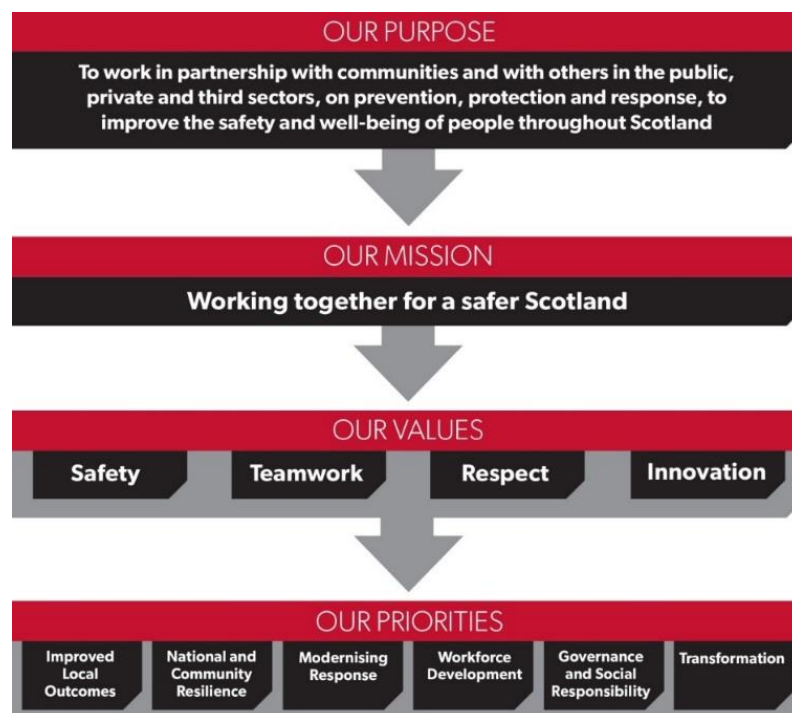 OUR PURPOSE
To work in partnership with communities and with others in the public,
private and third sectors, on prevention, protection and response, to
improve the safety and well-being of people throughout Scotland
OUR MISSION
Working together for a safer Scotland
OUR VALUES
Safety
Teamwork
Respect
Innovation
OUR PRIORITIES
Improved
Local
Outcomes
National and
Community
Resilience
Modernising
Response
Workforce
Development
Governance
and Social
Responsibility
Transformation